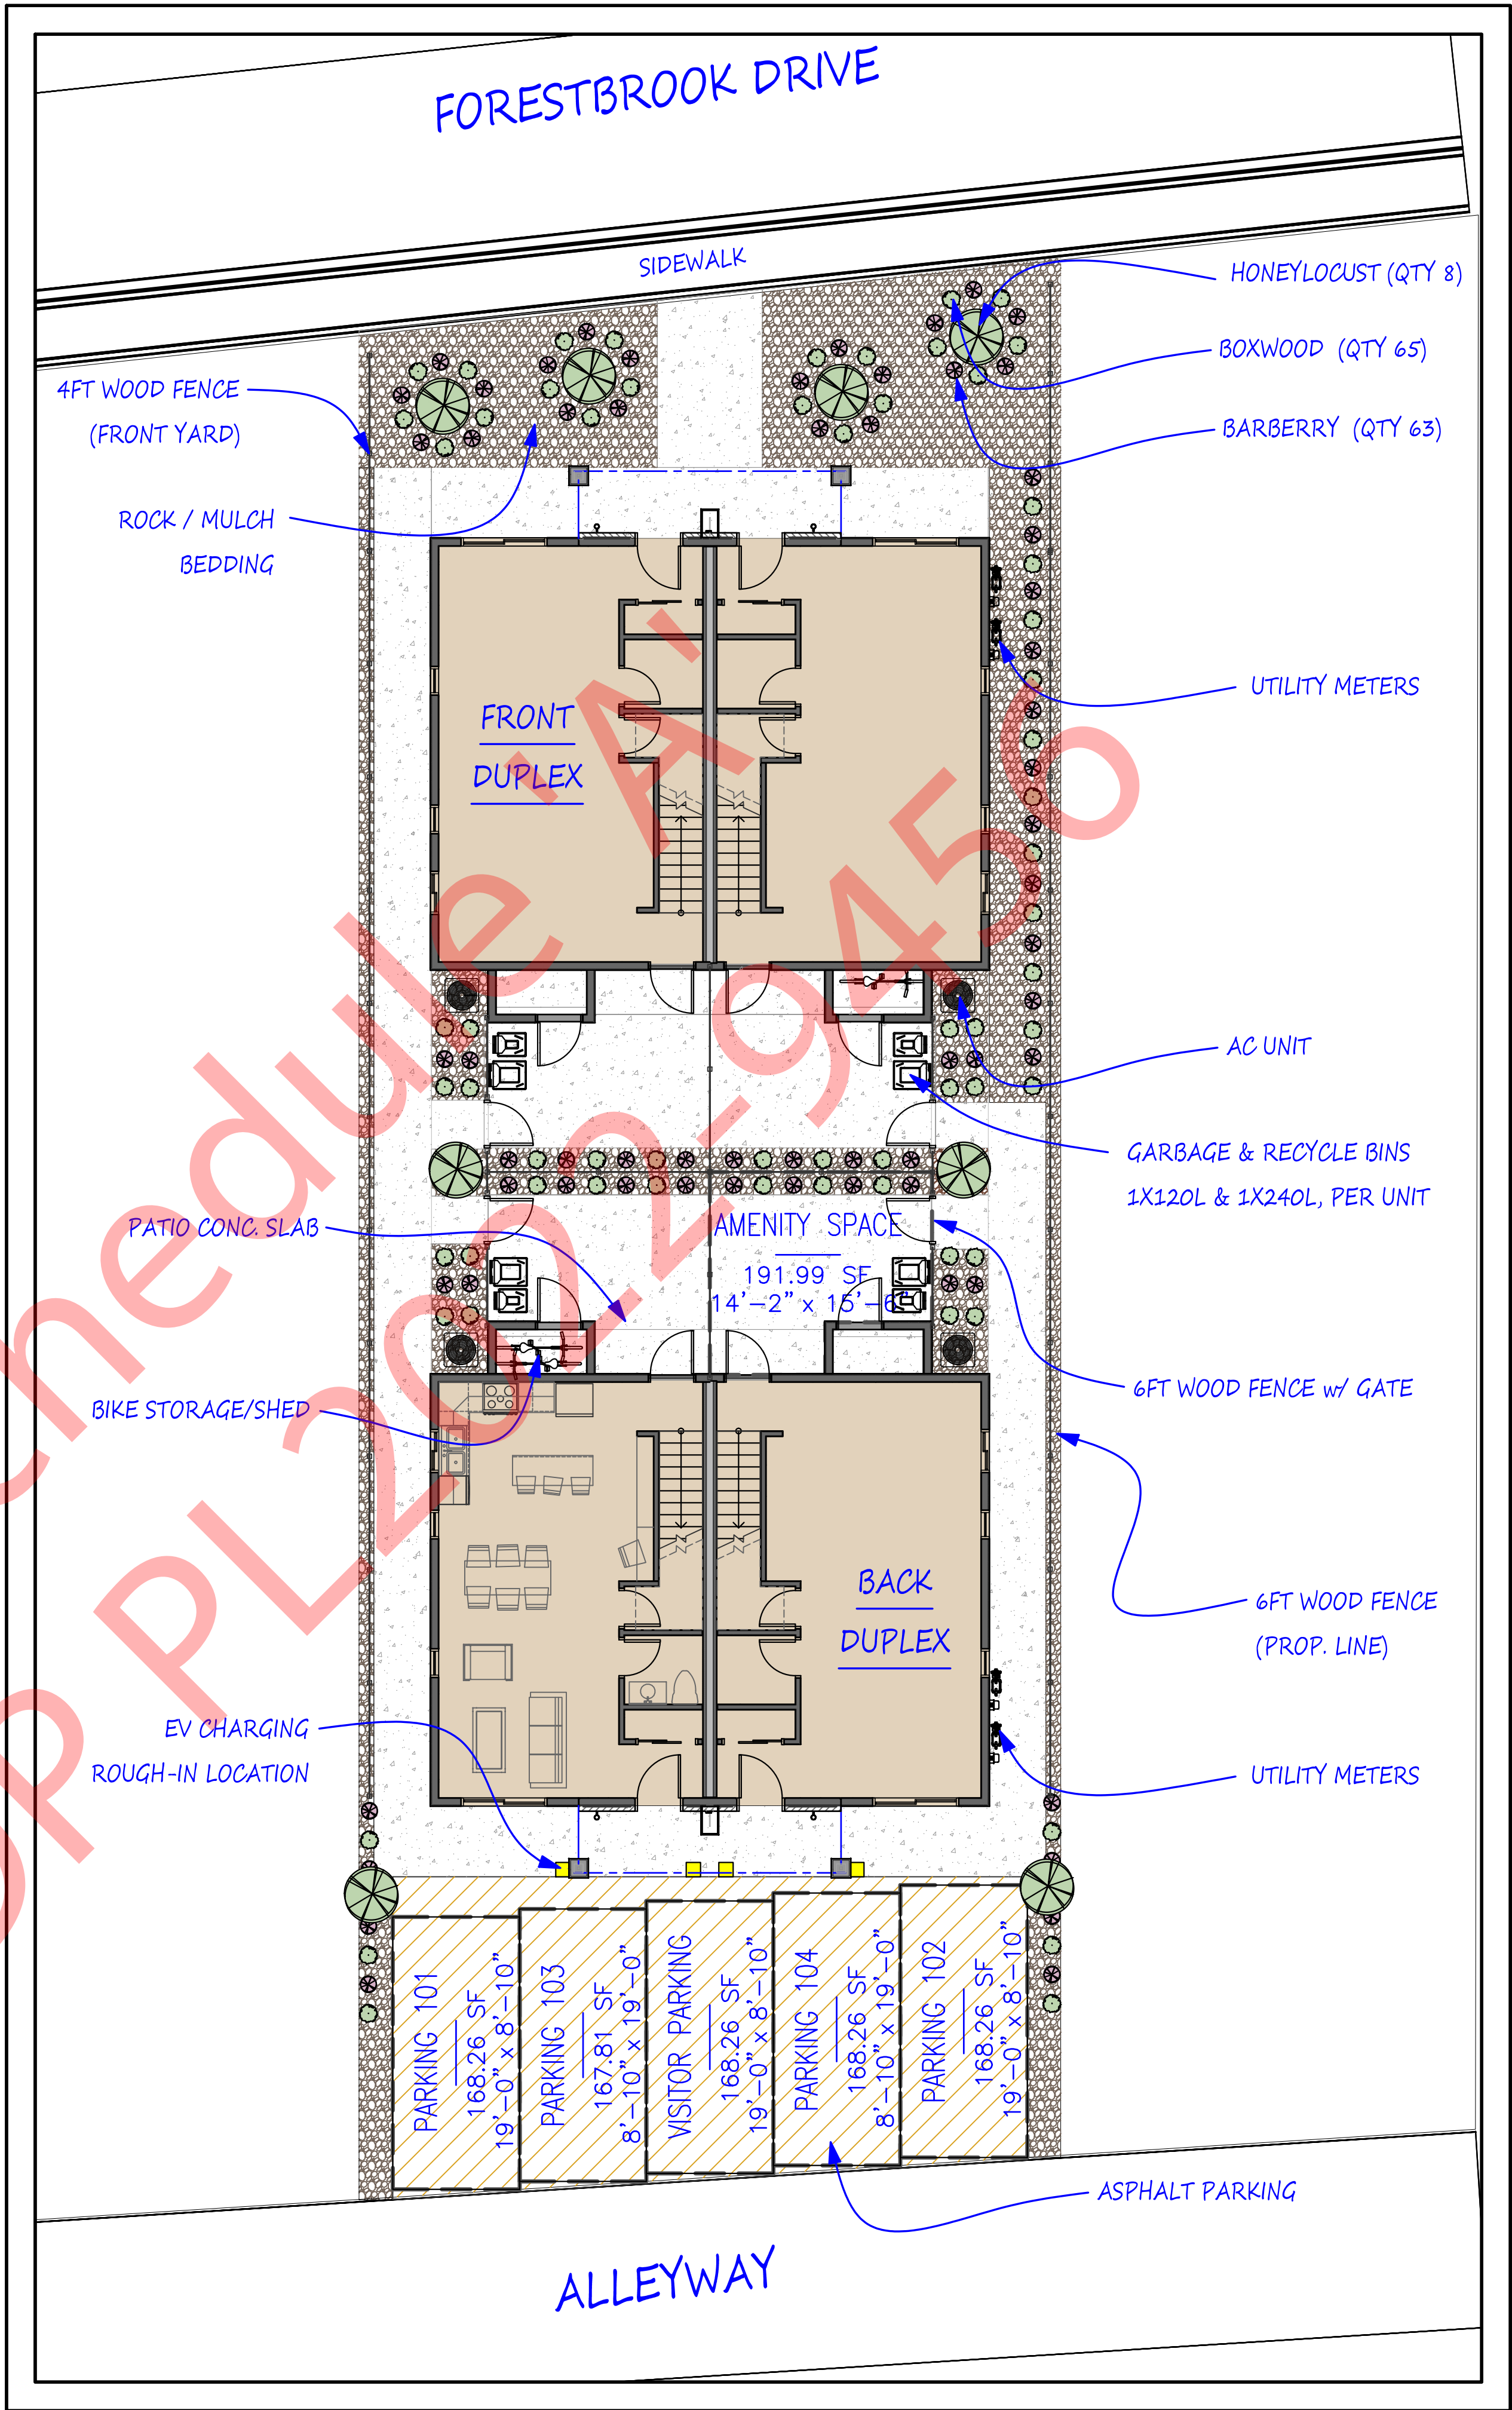 FORESTBROOK DRIVE
SIDEWALK
HONEYLOCUST (QTY 8)
BOXWOOD (QTY 65)
BARBERRY (QTY 63)
4FT WOOD FENCE
(FRONT YARD)
ROCK / MULCH
BEDDING
UTILITY METERS
FRONT
DUPLEX
AC UNIT
GARBAGE & RECYCLE BINS
1X120L & 1X240L, PER UNIT
PATIO CONC. SLAB
AMENITY SPACE
191.99 SF
14'-2" x 15'-6"
6FT WOOD FENCE w/ GATE
BIKE STORAGE/SHED
BACK
DUPLEX
6FT WOOD FENCE
(PROP. LINE)
EV CHARGING
ROUGH-IN LOCATION
UTILITY METERS
PARKING 101
168.26 SF
19'-0" x 8'-10"
PARKING 103
167.81 SF
8'-10" x 19'-0"
VISITOR PARKING
168.26 SF
19'-0" x 8'-10"
PARKING 104
168.26 SF
8'-10" x 19'-0"
PARKING 102
168.26 SF
19'-0" x 8'-10"
ASPHALT PARKING
ALLEYWAY
hedule 'A'
P PL2022-9456